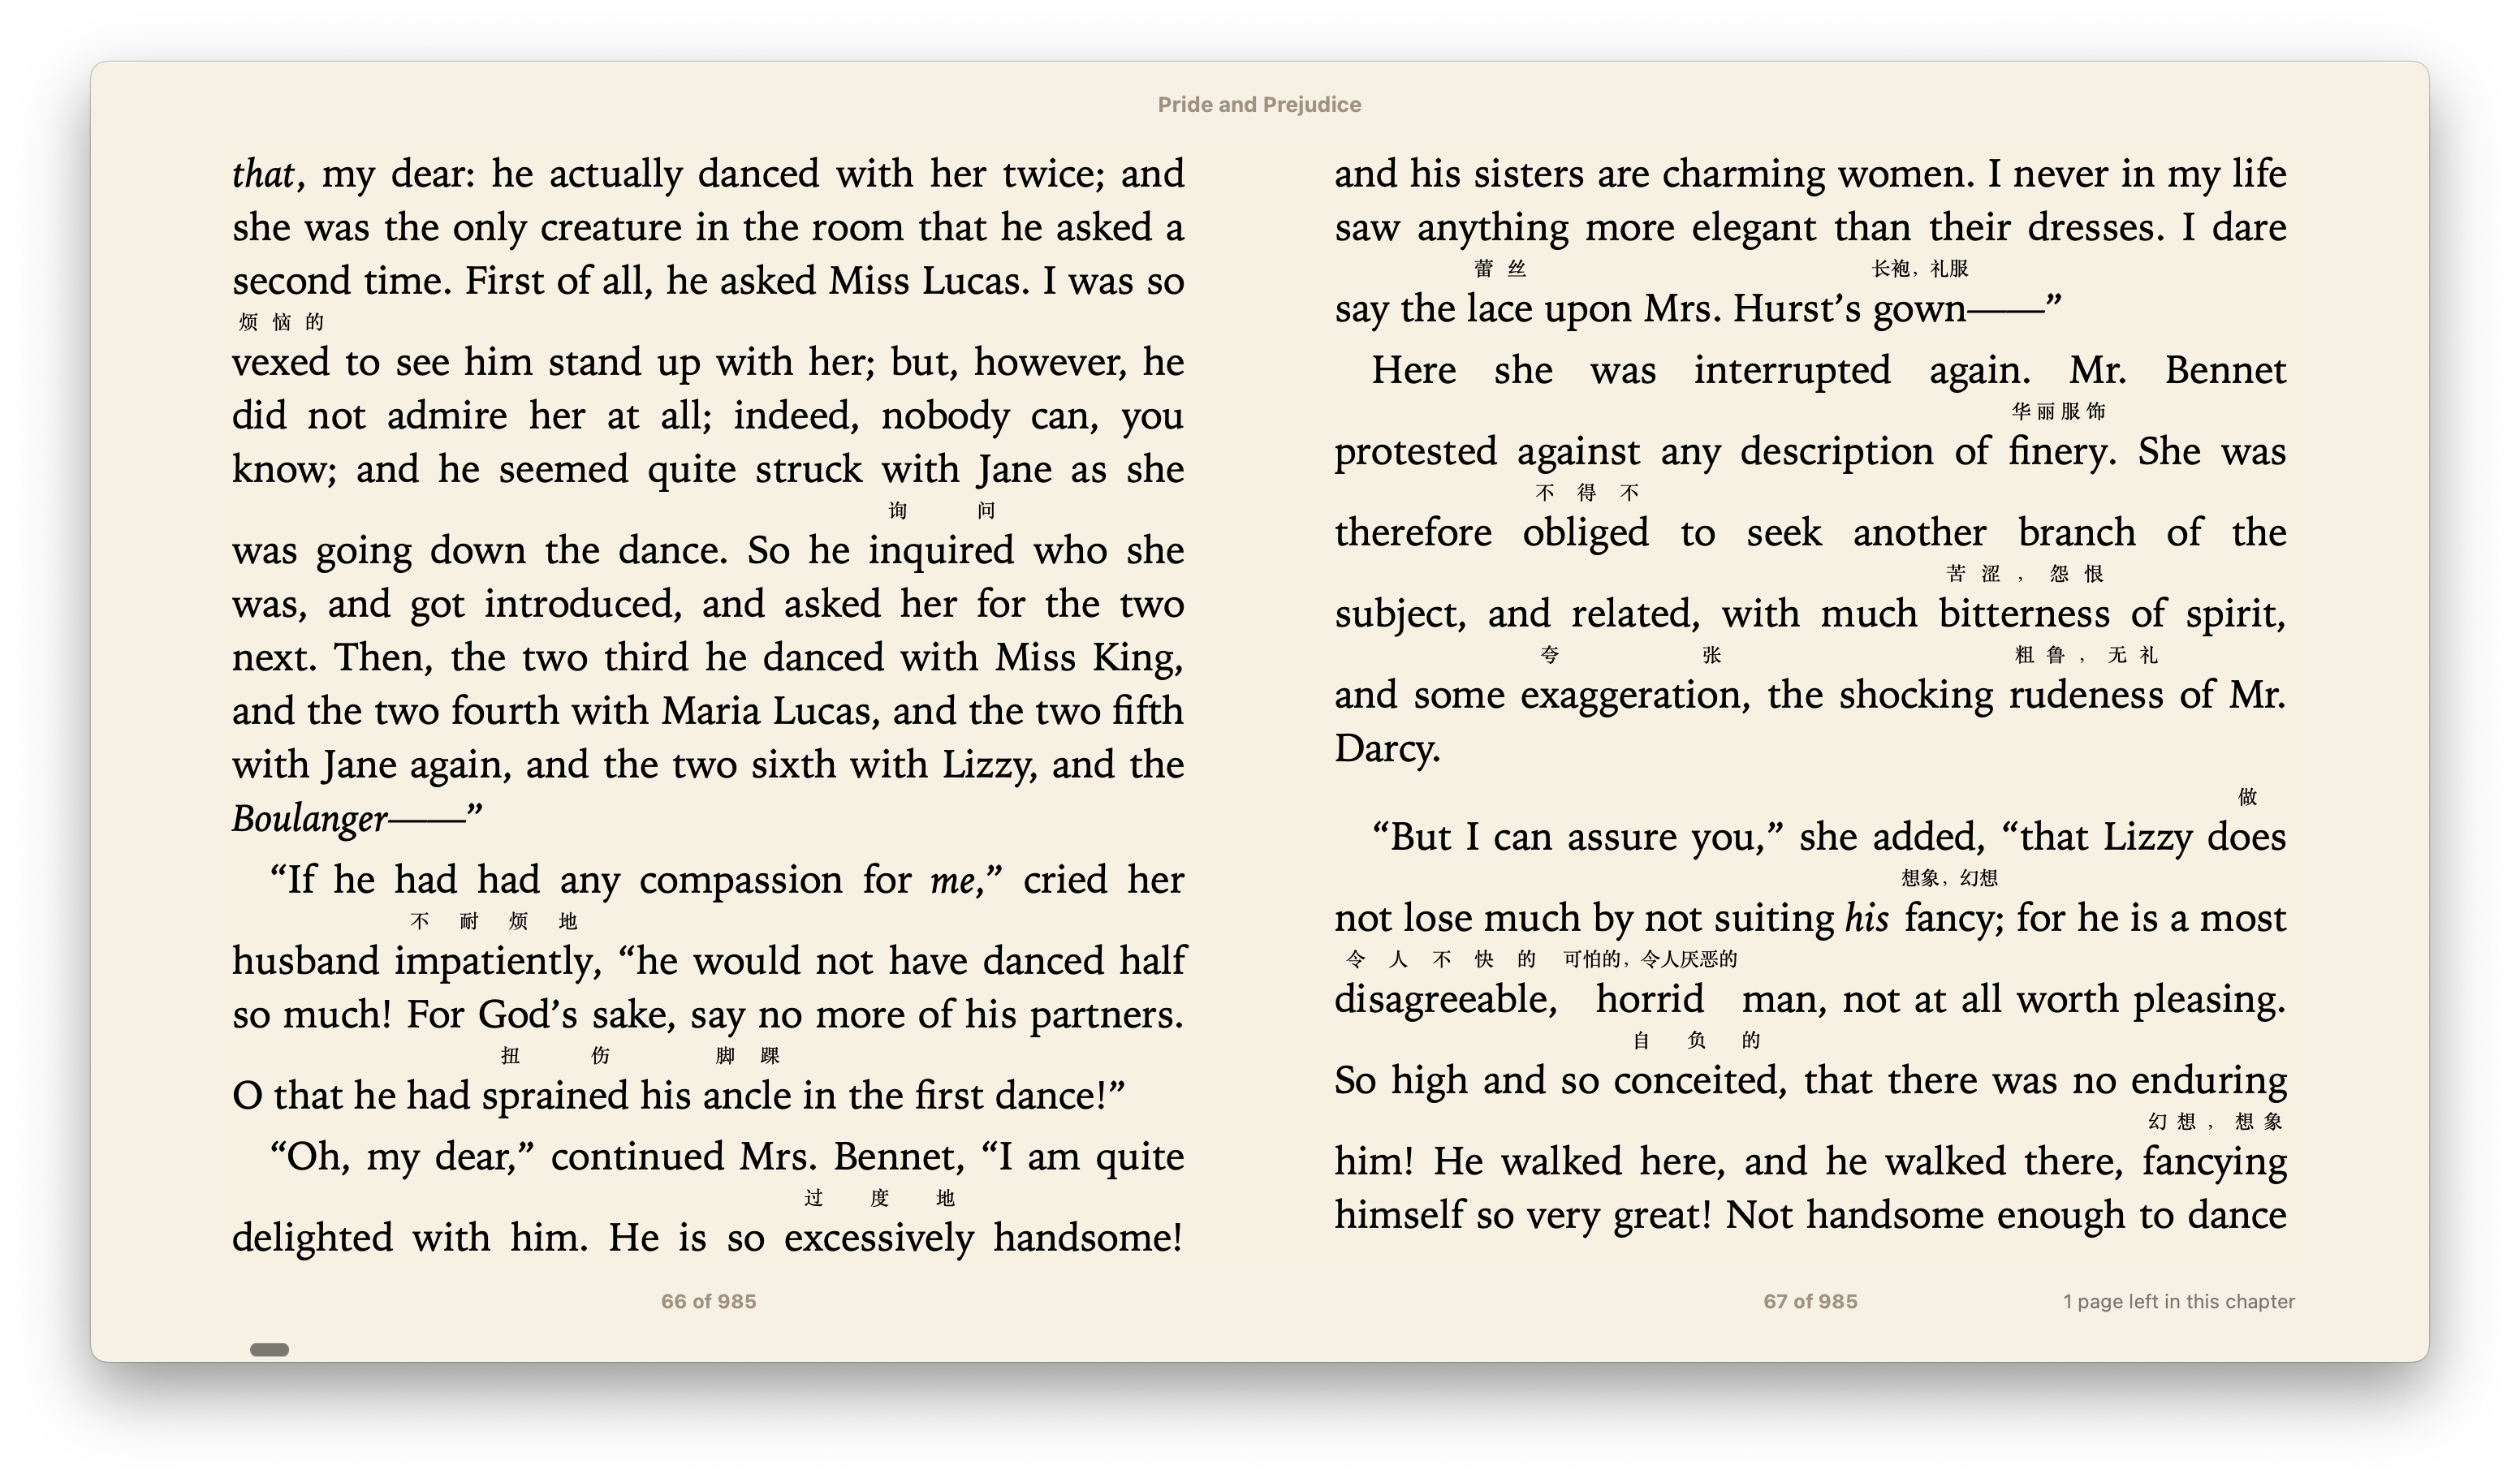 Pride and Prejudice
that, my dear: he actually danced with her twice; and
she was the only creature in the room that he asked a
second time. First of all, he asked Miss Lucas. I was so
烦恼的
vexed to see him stand up with her; but, however, he
did not admire her at all; indeed, nobody can, you
know; and he seemed quite struck with Jane as she
询问
was going down the dance. So he inquired who she
was, and got introduced, and asked her for the two
next. Then, the two third he danced with Miss King,
and the two fourth with Maria Lucas, and the two fifth
with Jane again, and the two sixth with Lizzy, and the
Boulanger——”
“If he had had any compassion for me,” cried her
不耐烦地
husband impatiently, “he would not have danced half
so much! For God’s sake, say no more of his partners.
扭伤 脚踝
O that he had sprained his ancle in the first dance!”
“Oh, my dear,” continued Mrs. Bennet, “I am quite
过度地
delighted with him. He is so excessively handsome!
66 of 985
and his sisters are charming women. I never in my life
saw anything more elegant than their dresses. I dare
蕾丝 长袍，礼服
say the lace upon Mrs. Hurst’s gown——”
Here she was interrupted again. Mr. Bennet
华丽服饰
protested against any description of finery. She was
不得不
therefore obliged to seek another branch of the
苦涩，怨恨
subject, and related, with much bitterness of spirit,
夸张 粗鲁，无礼
and some exaggeration, the shocking rudeness of Mr.
Darcy.
做
“But I can assure you,” she added, “that Lizzy does
想象，幻想
not lose much by not suiting his fancy; for he is a most
令人不快的 可怕的，令人厌恶的
disagreeable, horrid man, not at all worth pleasing.
自负的
So high and so conceited, that there was no enduring
幻想，想象
him! He walked here, and he walked there, fancying
himself so very great! Not handsome enough to dance
67 of 985
1 page left in this chapter